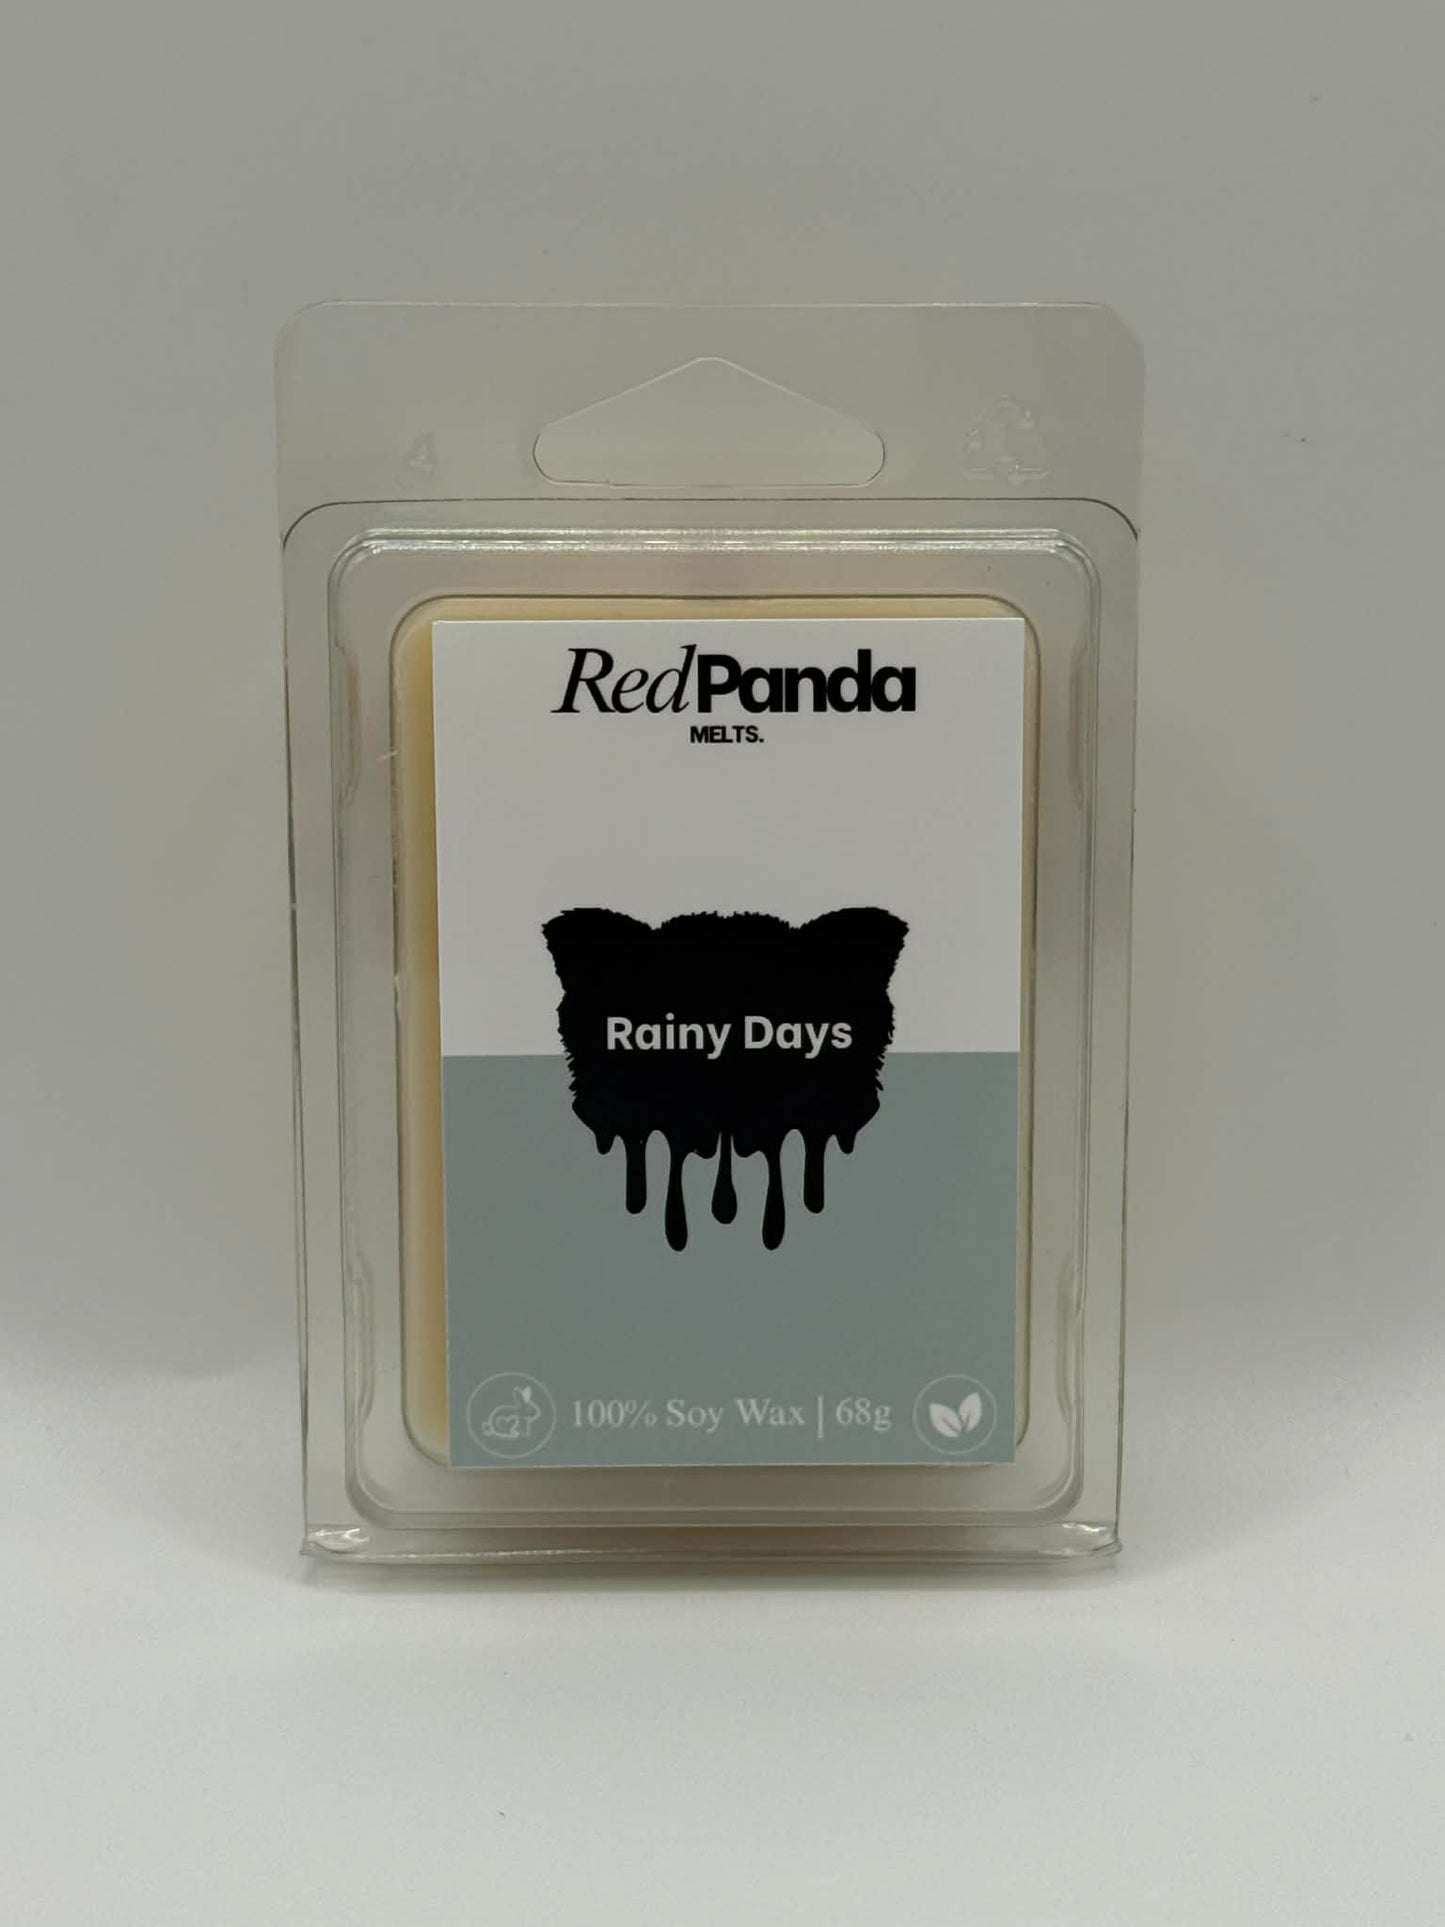 RedPanda
MELTS.
Rainy Days
100% Soy Wax | 68g